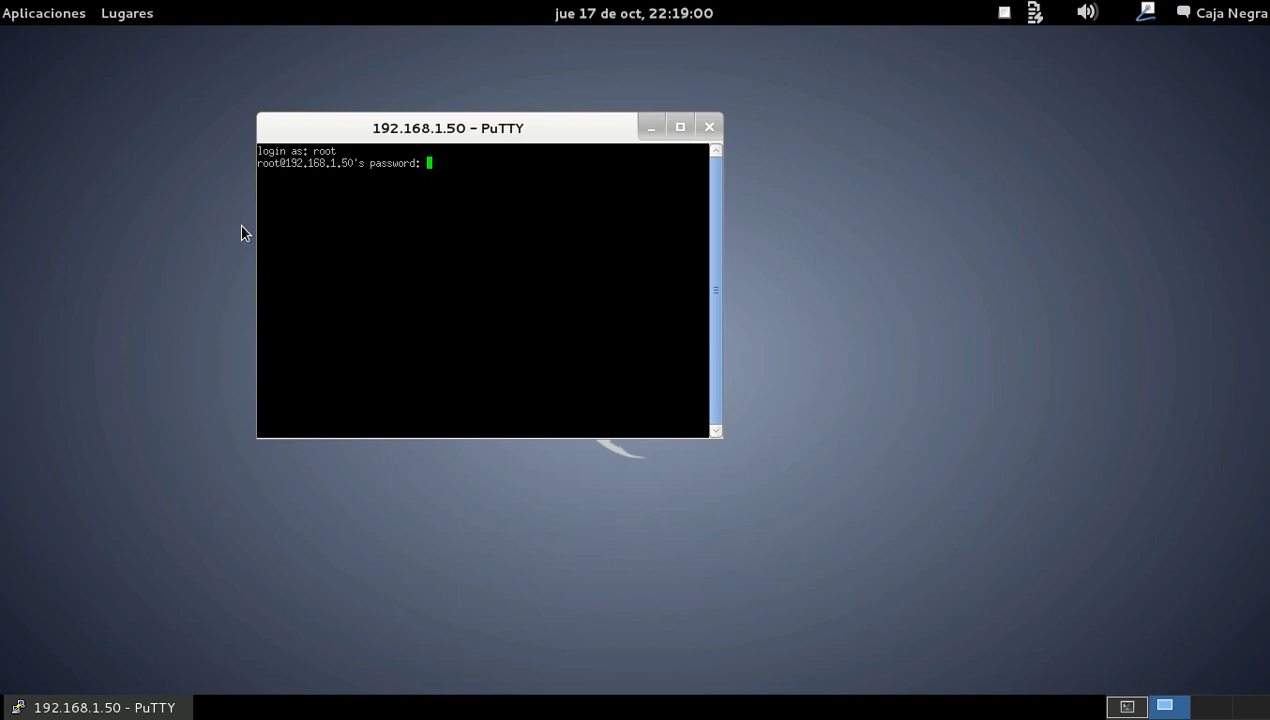 Aplicaciones Lugares jue 17 de oct, 22:19:00 Caja Negra
192.168.1.50 - PuTTY
login as: root
root@192.168.1.50's password:
192.168.1.50 - PuTTY